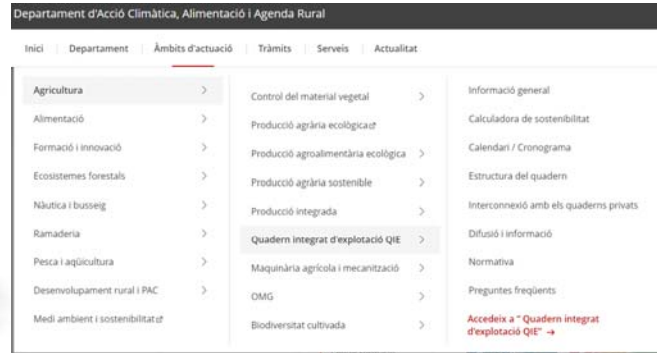 Departament d'Acció Climàtica, Alimentació i Agenda Rural
Inici
Departament
Àmbits d'actuació
Tràmits
Serveis
Actualitat
Agricultura
Alimentació
Formació i innovació
Ecosistemes forestals
Nàutica i busseig
Ramaderia
Pesca i aqüicultura
Desenvolupament rural i PAC
Medi ambient i sostenibilitat
Control del material vegetal
Producció agrària ecològica
Producció agroalimentària ecològica
Producció agrària sostenible
Producció integrada
Quadern integrat d'explotació QIE
Maquinària agrícola i mecanització
OMG
Biodiversitat cultivada
Informació general
Calculadora de sostenibilitat
Calendari / Cronograma
Estructura del quadern
Interconnexió amb els quaderns privats
Difusió i informació
Normativa
Preguntes freqüents
Accedeix a " Quadern integrat
d'explotació QIE" →